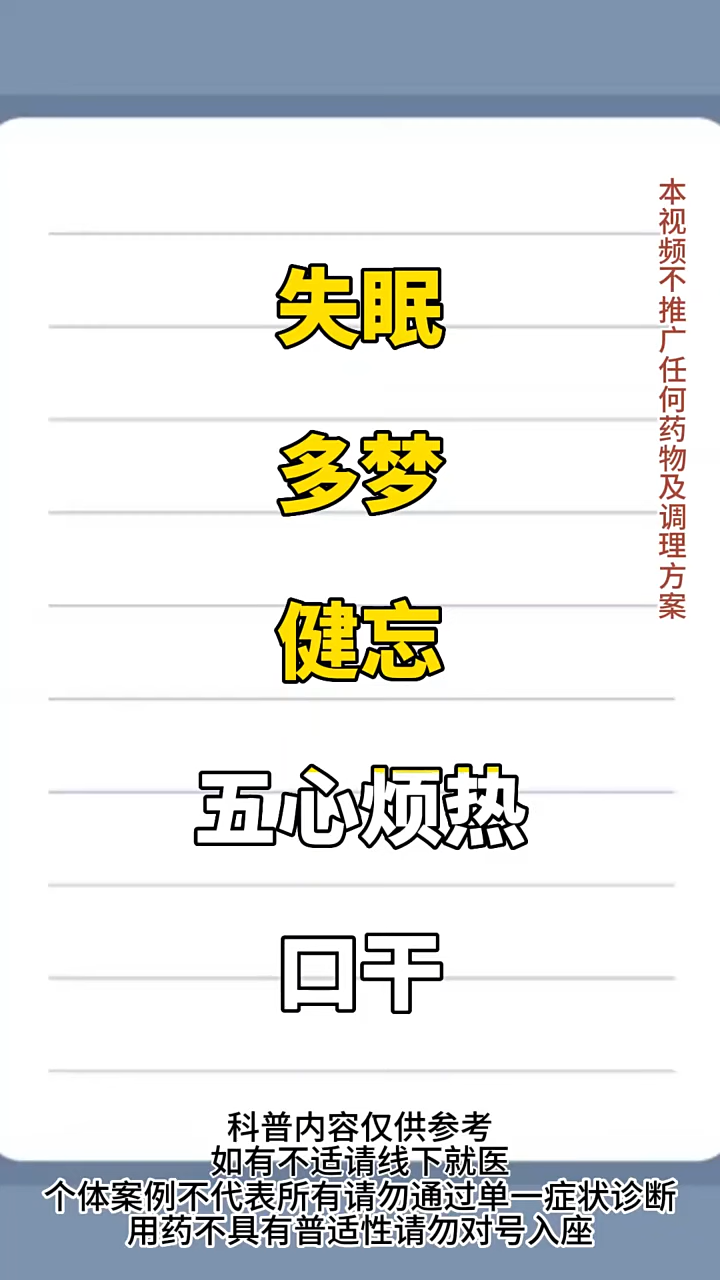 失眠
多梦
健忘
五心烦热
口干
本视频不推广任何药物及调理方案
科普内容仅供参考
如有不适请线下就医
个体案例不代表所有请勿通过单一症状诊断
用药不具有普适性请勿对号入座